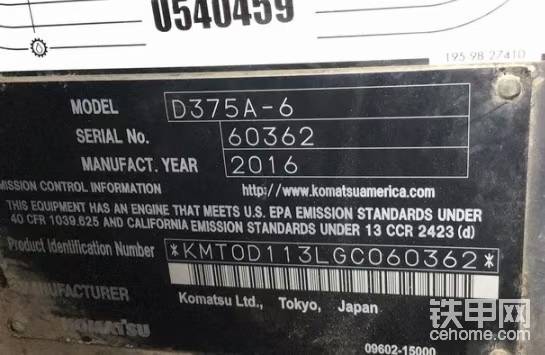 0540459
195 98 27410
MODEL D375A-6
SERIAL No. 60362
MANUFACT. YEAR 2016
MISSION CONTROL INFORMATION http://www.komatsuamerica.com
THIS EQUIPMENT HAS AN ENGINE THAT MEETS U.S. EPA EMISSION STANDARDS UNDER
40 CFR 1039.625 AND CALIFORNIA EMISSION STANDARDS UNDER 13 CCR 2423 (d)
Product Identification Number *KMT0D113LGC060362*
MANUFACTURER Komatsu Ltd., Tokyo, Japan
KOMATSU
09602-15000
铁甲网
cehome.com